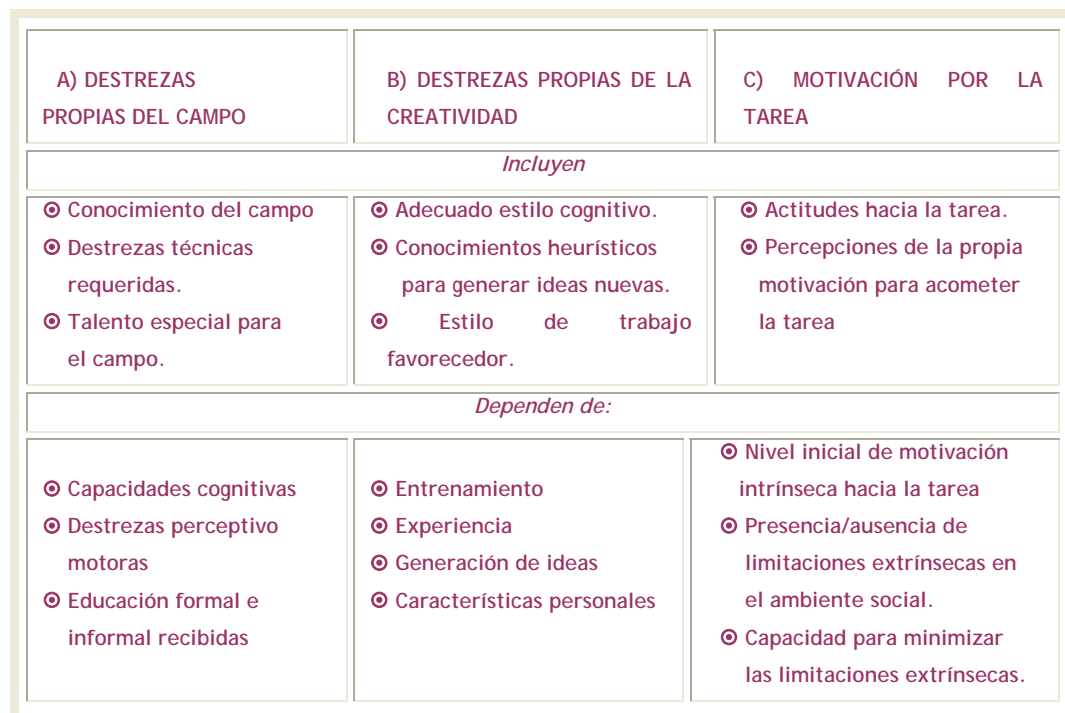 A) DESTREZAS
PROPIAS DEL CAMPO
B) DESTREZAS PROPIAS DE LA
CREATIVIDAD
C) MOTIVACIÓN POR LA
TAREA
Incluyen
⦿ Conocimiento del campo
⦿ Destrezas técnicas
requeridas.
⦿ Talento especial para
el campo.
⦿ Adecuado estilo cognitivo.
⦿ Conocimientos heurísticos
para generar ideas nuevas.
⦿ Estilo de trabajo
favorecedor.
⦿ Actitudes hacia la tarea.
⦿ Percepciones de la propia
motivación para acometer
la tarea
Dependen de:
⦿ Capacidades cognitivas
⦿ Destrezas perceptivo
motoras
⦿ Educación formal e
informal recibidas
⦿ Entrenamiento
⦿ Experiencia
⦿ Generación de ideas
⦿ Características personales
⦿ Nivel inicial de motivación
intrínseca hacia la tarea
⦿ Presencia/ausencia de
limitaciones extrínsecas en
el ambiente social.
⦿ Capacidad para minimizar
las limitaciones extrínsecas.